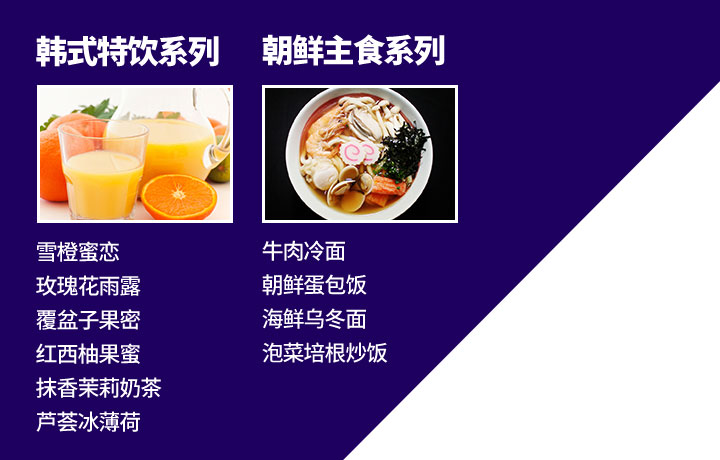 韩式特饮系列
雪橙蜜恋
玫瑰花雨露
覆盆子果密
红西柚果蜜
抹香茉莉奶茶
芦荟冰薄荷
朝鲜主食系列
牛肉冷面
朝鲜蛋包饭
海鲜乌冬面
泡菜培根炒饭